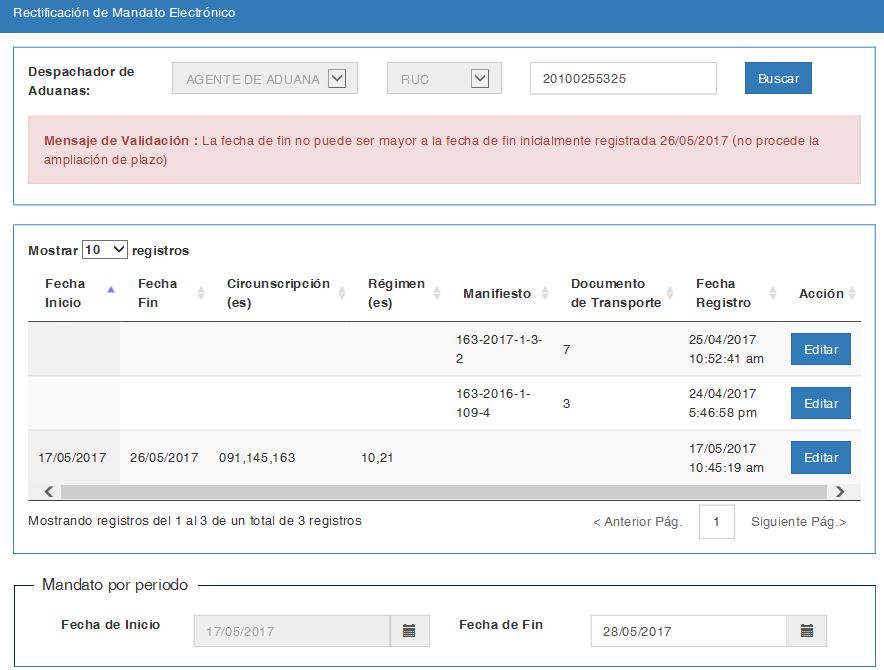 Rectificación de Mandato Electrónico
Despachador de
Aduanas:
AGENTE DE ADUANA
RUC
20100255325
Buscar
Mensaje de Validación : La fecha de fin no puede ser mayor a la fecha de fin inicialmente registrada 26/05/2017 (no procede la
ampliación de plazo)
Mostrar 10 registros
Fecha
Inicio
Fecha
Fin
Circunscripción
(es)
Régimen
(es)
Manifiesto
Documento
de Transporte
Fecha
Registro
Acción
163-2017-1-3-
2
7
25/04/2017
10:52:41 am
Editar
163-2016-1-
109-4
3
24/04/2017
5:46:58 pm
Editar
17/05/2017
26/05/2017
091,145,163
10,21
17/05/2017
10:45:19 am
Editar
Mostrando registros del 1 al 3 de un total de 3 registros
< Anterior Pág.
1
Siguiente Pág.>
Mandato por periodo
Fecha de Inicio
17/05/2017
Fecha de Fin
28/05/2017